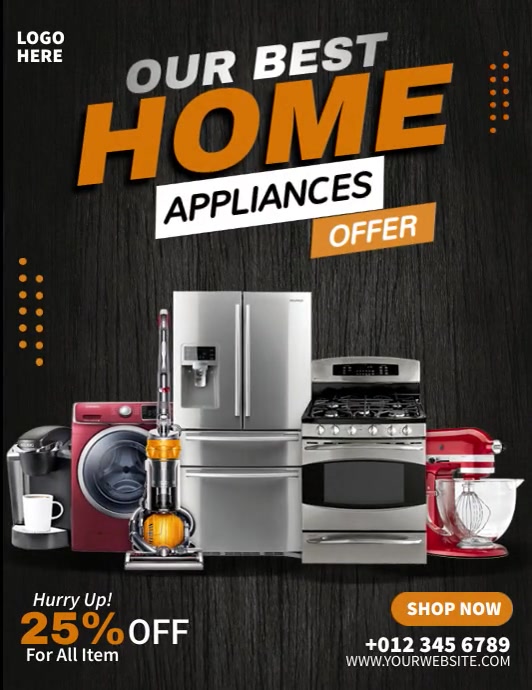 LOGO
HERE
OUR BEST
HOME
APPLIANCES
OFFER
Hurry Up!
25% OFF
For All Item
SHOP NOW
+012 345 6789
WWW.YOURWEBSITE.COM